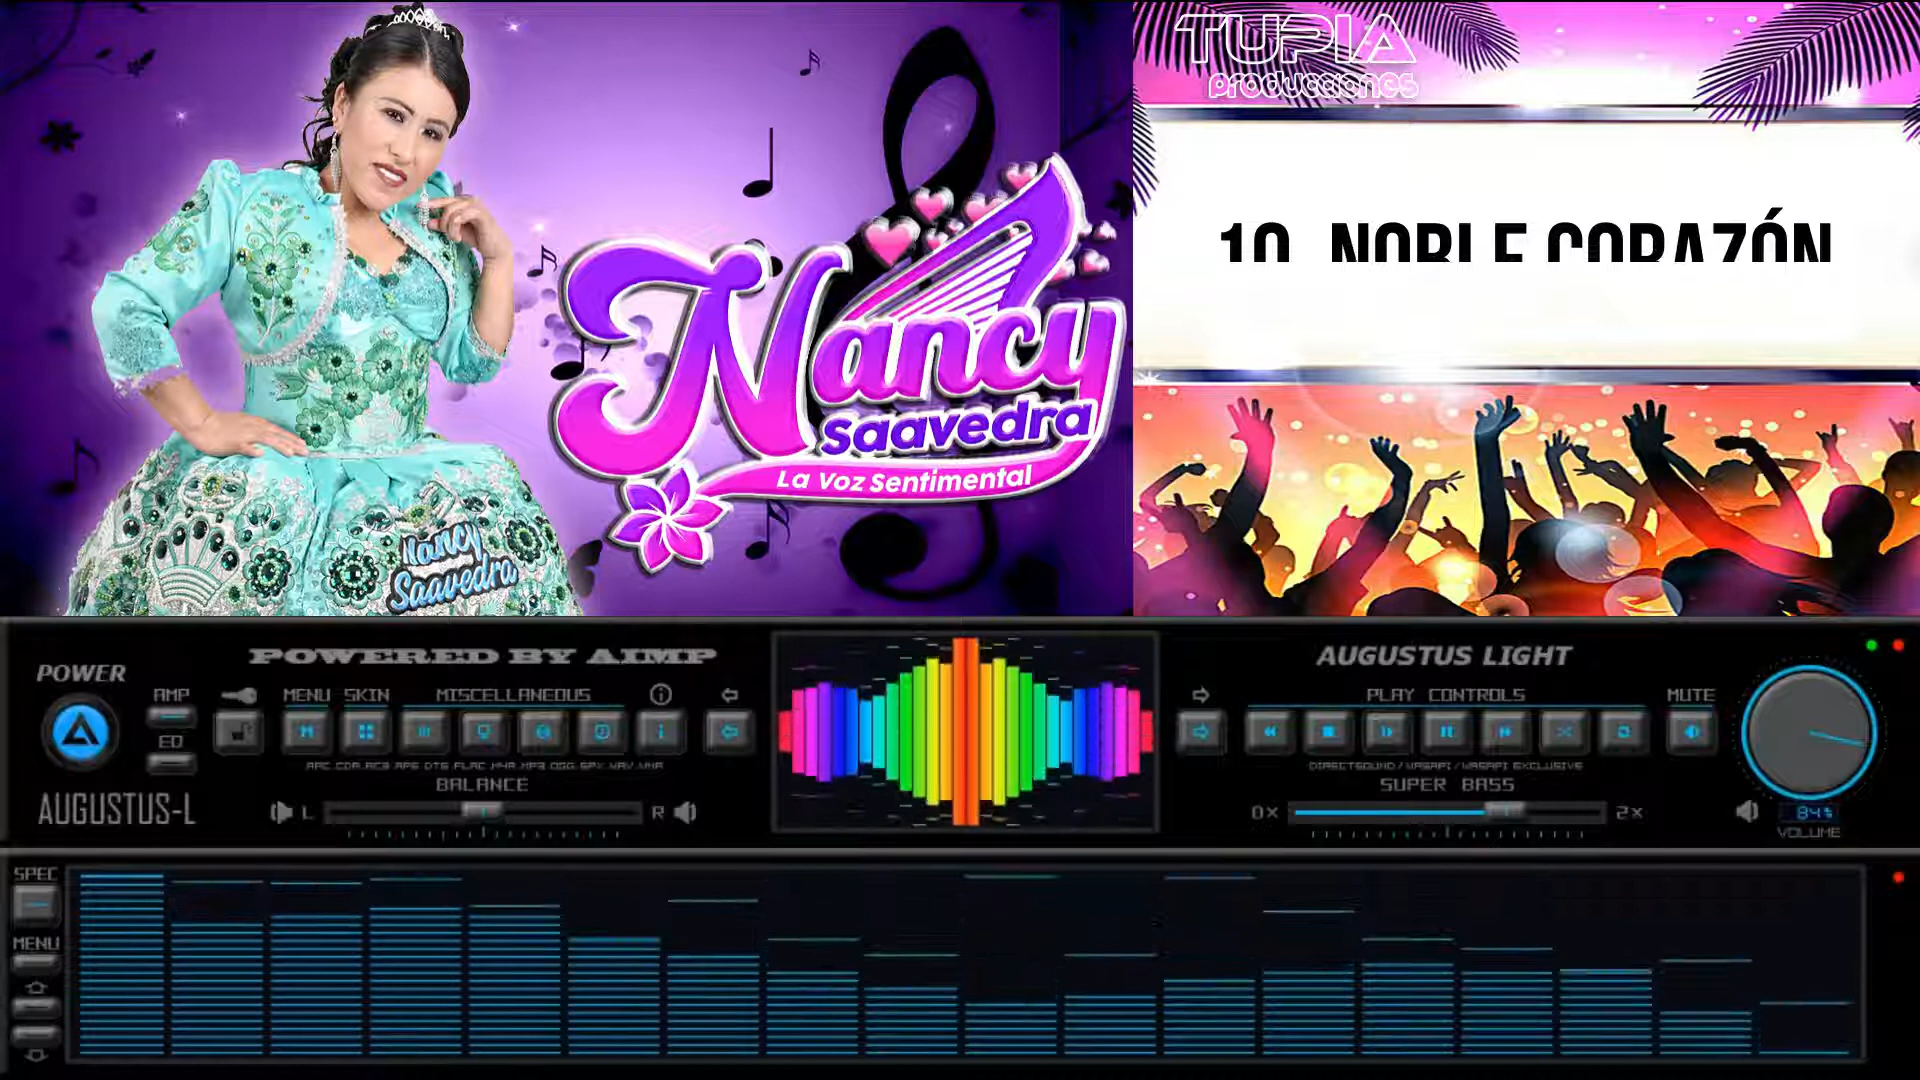 TUPIA
producciones
10. NOBLE CORAZÓN
Nancy
Saavedra
La Voz Sentimental
Nancy
Saavedra
POWER
AMP
EQ
AUGUSTUS-L
POWERED BY AIMP
MENU SKIN MISCELLANEOUS
BALANCE
L R
AUGUSTUS LIGHT
PLAY CONTROLS
MUTE
DIRECTSOUND / WASAPI / WASAPI EXCLUSIVE
SUPER BASS
0x 2x
84%
VOLUME
SPEC
MENU